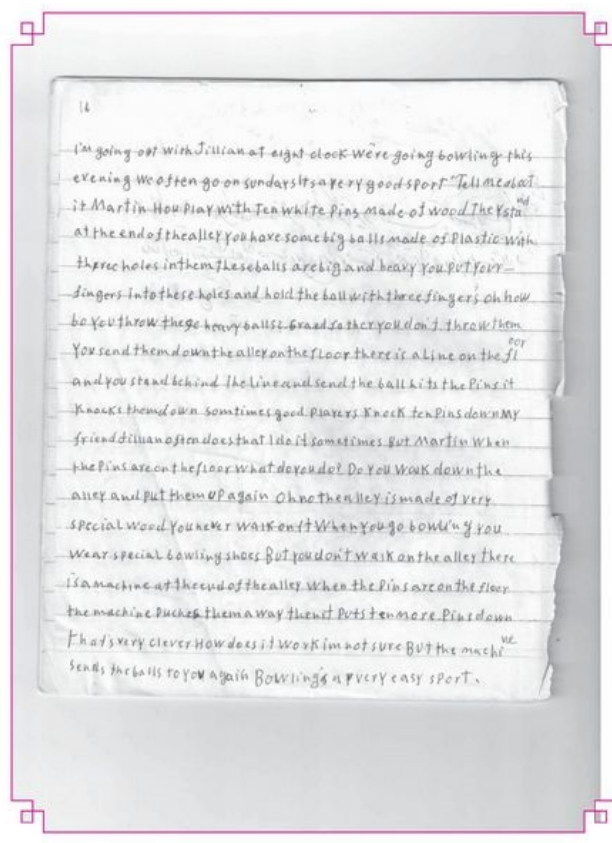 16
I'm going out with Jillian at eight clock We're going bowling this
evening We often go on sundays Itsavery good sport "Tell meabat
it Martin How Play with Ten white Pins Made of wood They sta nd
at the end of the alley You have some big balls made of Plastic with
three holes in them these balls are big and heavy You put your
fingers into these holes and hold the ball with three fingers oh how
bo You throw these heavy balls Grandfather you don't throw them
You send them down the alley on the floor there is a line on the fl oor
and you stand behind The line and send the ball hits the Pins it
Knocks them down somtimes good Players Knock ten Pins down My
friend Jillian often does that I do it sometimes But Martin when
the Pins are on the floor what do you do? Do You walk down the
alley and Put them up again Oh no the alley is made of very
special wood You never walk on it When you go bowling you
wear special bowling shoes But you don't walk on the alley there
is a machine at the end of the alley When the Pins are on the floor
the machine Puches them away then it Puts ten more Pins down
That's very clever How does it work im not sure But the machi ne
Sends the balls to You again Bowling's a very easy sport.